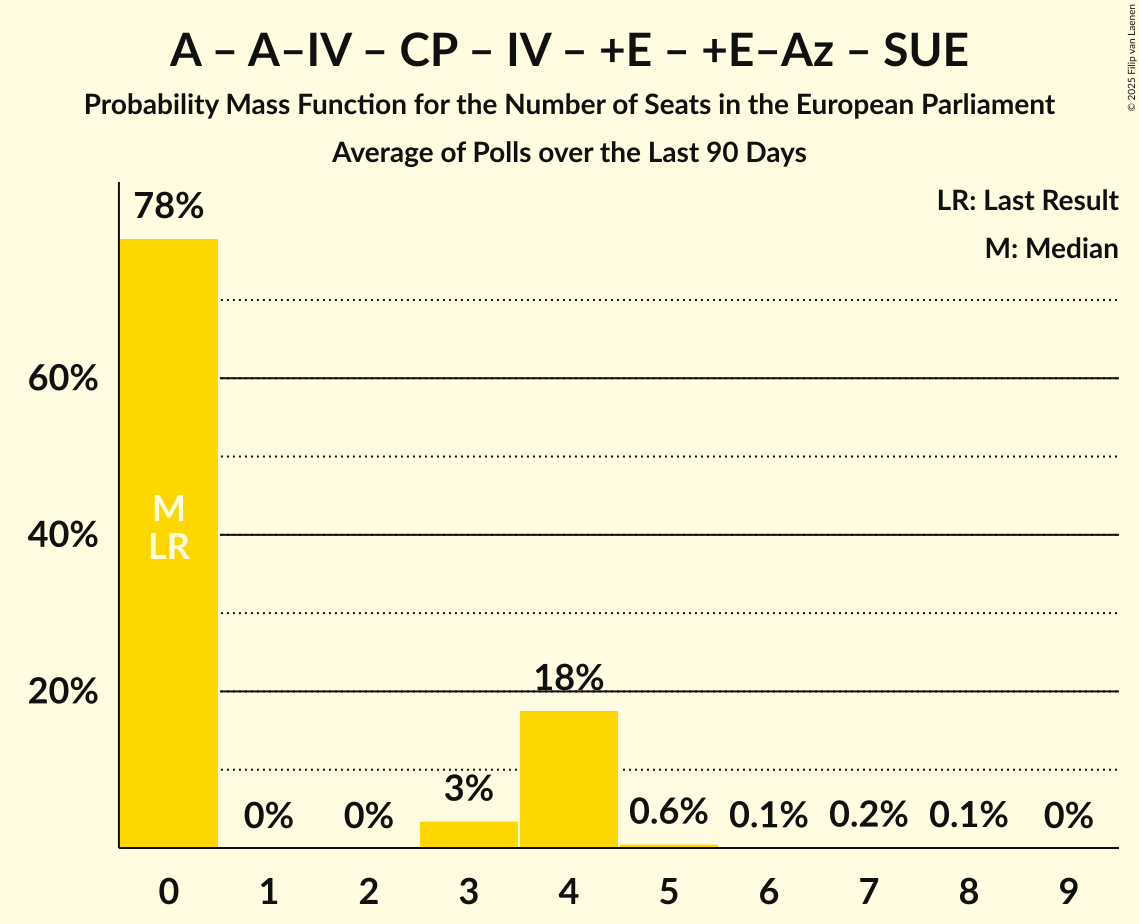 A – A–IV – CP – IV – +E – +E–Az – SUE
Probability Mass Function for the Number of Seats in the European Parliament
Average of Polls over the Last 90 Days
© 2025 Filip van Laenen
LR: Last Result
M: Median
78%
60%
40%
20%
M
LR
0%
0%
3%
18%
0.6%
0.1%
0.2%
0.1%
0%
0
1
2
3
4
5
6
7
8
9